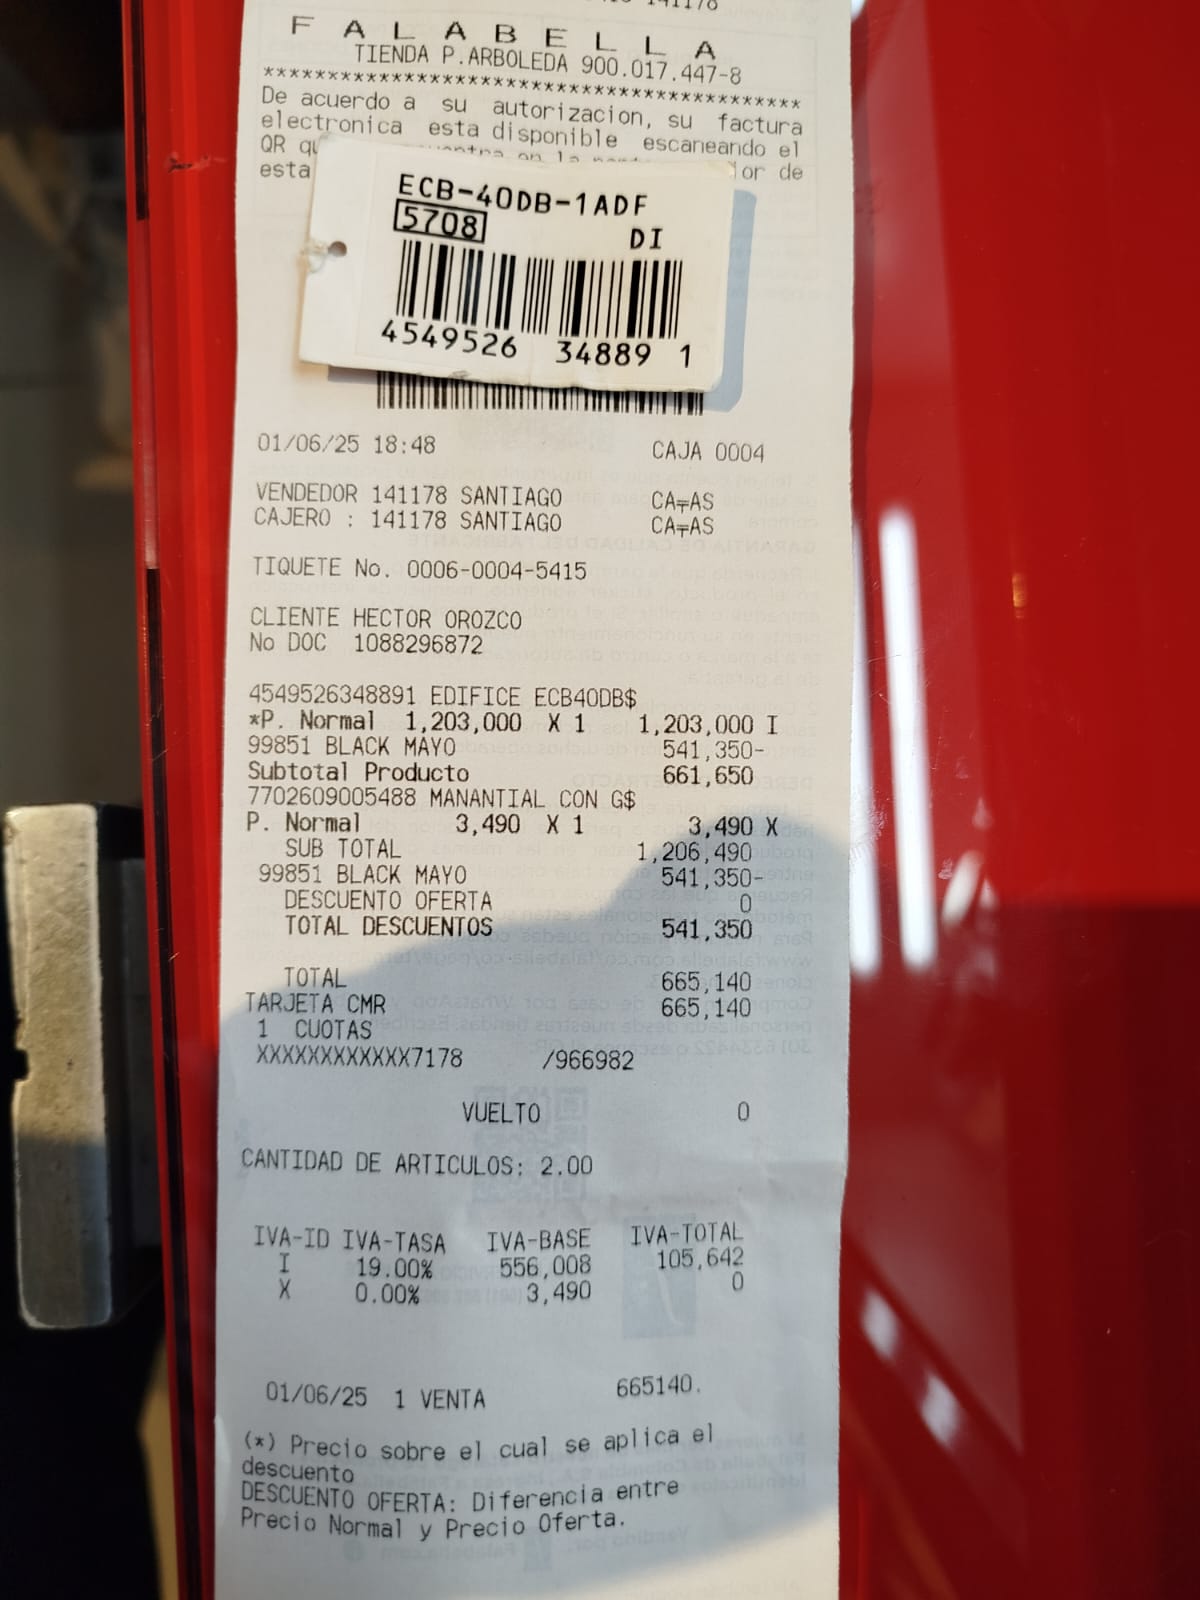 F A L A B E L L A
TIENDA P.ARBOLEDA 900.017.447-8
******************************************
De acuerdo a su autorizacion, su factura
electronica esta disponible escaneando el
QR
esta
de
ECB-40DB-1ADF
5708
DI
4549526 34889 1
01/06/25 18:48 CAJA 0004
VENDEDOR 141178 SANTIAGO
CAJERO : 141178 SANTIAGO
TIQUETE No. 0006-0004-5415
CLIENTE HECTOR OROZCO
No DOC 1088296872
4549526348891 EDIFICE ECB40DB$
*P. Normal 1,203,000 X 1 1,203,000 I
99851 BLACK MAYO 541,350-
Subtotal Producto 661,650
7702609005488 MANANTIAL CON G$
P. Normal 3,490 X 1 3,490 X
SUB TOTAL 1,206,490
99851 BLACK MAYO 541,350-
DESCUENTO OFERTA 0
TOTAL DESCUENTOS 541,350
TOTAL 665,140
TARJETA CMR 665,140
1 CUOTAS
XXXXXXXXXXXX7178 /966982
VUELTO 0
CANTIDAD DE ARTICULOS: 2.00
IVA-ID IVA-TASA IVA-BASE IVA-TOTAL
I 19.00% 556,008 105,642
X 0.00% 3,490 0
01/06/25 1 VENTA 665140.
(*) Precio sobre el cual se aplica el
descuento
DESCUENTO OFERTA: Diferencia entre
Precio Normal y Precio Oferta.